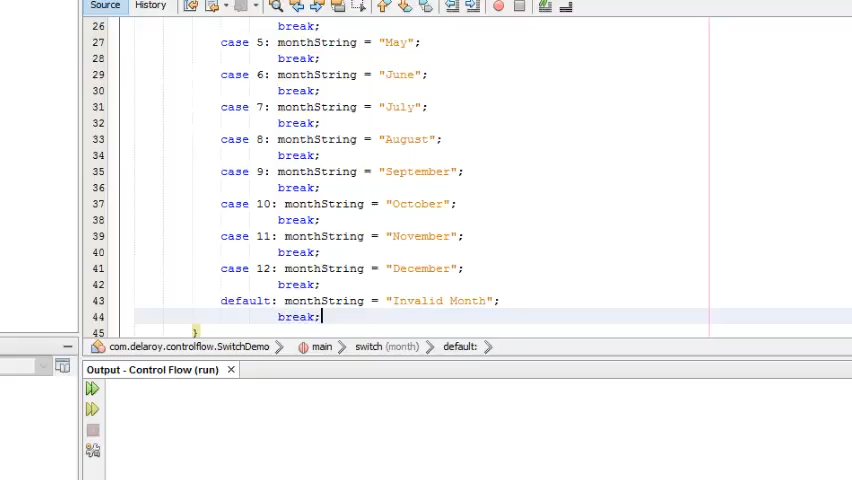 Source History
26 break;
27 case 5: monthString = "May";
28 break;
29 case 6: monthString = "June";
30 break;
31 case 7: monthString = "July";
32 break;
33 case 8: monthString = "August";
34 break;
35 case 9: monthString = "September";
36 break;
37 case 10: monthString = "October";
38 break;
39 case 11: monthString = "November";
40 break;
41 case 12: monthString = "December";
42 break;
43 default: monthString = "Invalid Month";
44 break;
45 }
com.delaroy.controlflow.SwitchDemo main switch (month) default:
Output - Control Flow (run)